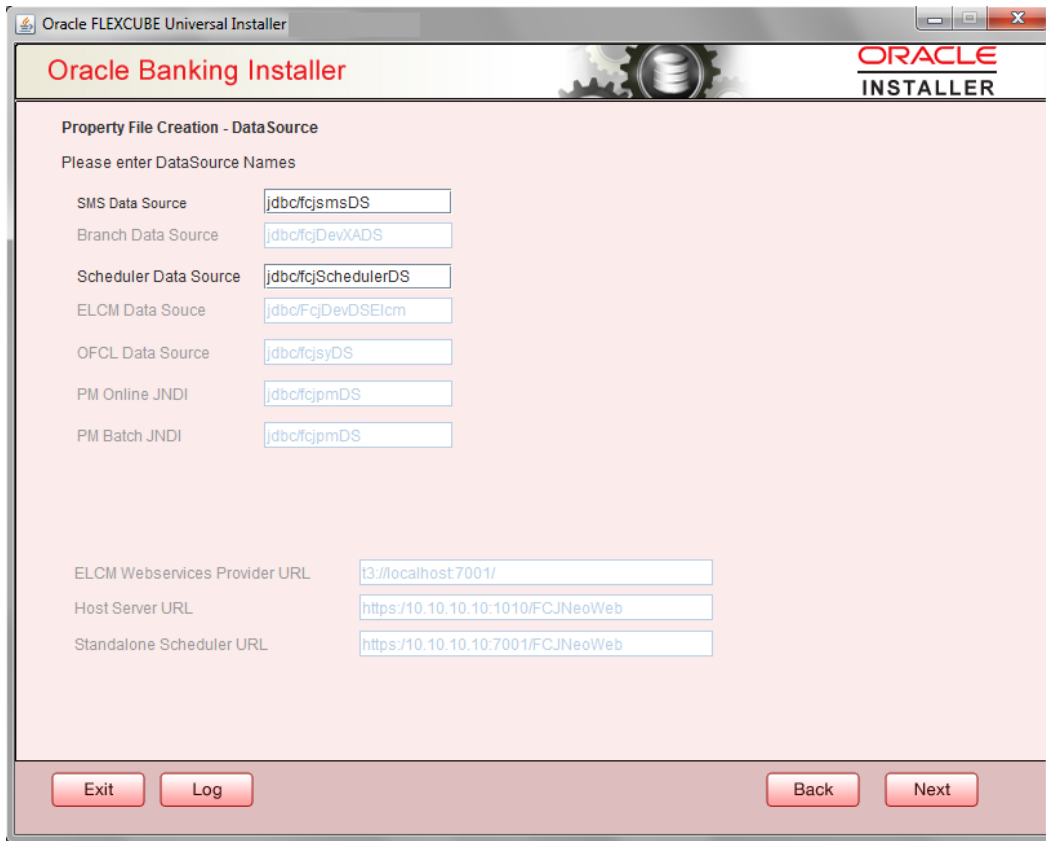 Oracle FLEXCUBE Universal Installer
Oracle Banking Installer
ORACLE
INSTALLER
Property File Creation - DataSource
Please enter DataSource Names
SMS Data Source jdbc/fcjsmsDS
Branch Data Source jdbc/fcjDevXADS
Scheduler Data Source jdbc/fcjSchedulerDS
ELCM Data Souce jdbc/FcjDevDSElcm
OFCL Data Source jdbc/fcjsyDS
PM Online JNDI jdbc/fcjpmDS
PM Batch JNDI jdbc/fcjpmDS
ELCM Webservices Provider URL t3://localhost:7001/
Host Server URL https:/10.10.10.10:1010/FCJNeoWeb
Standalone Scheduler URL https:/10.10.10.10:7001/FCJNeoWeb
Exit Log Back Next